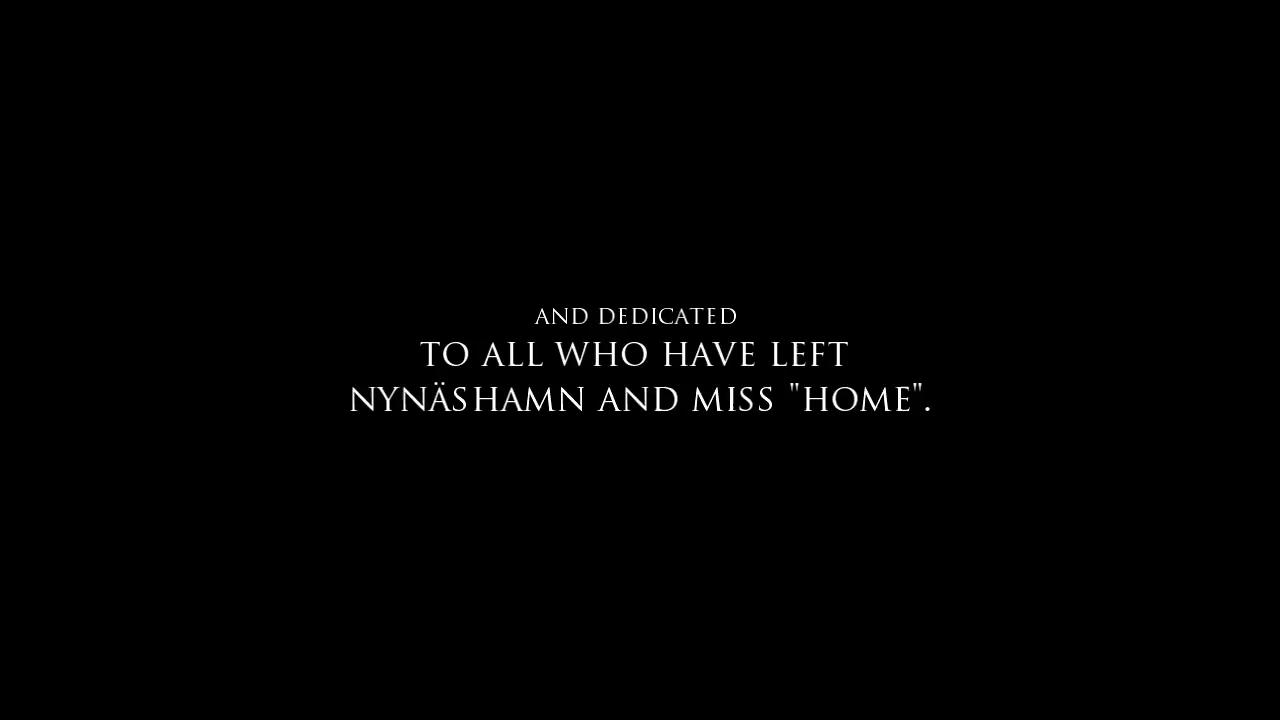 AND DEDICATED
TO ALL WHO HAVE LEFT
NYNÄSHAMN AND MISS "HOME".